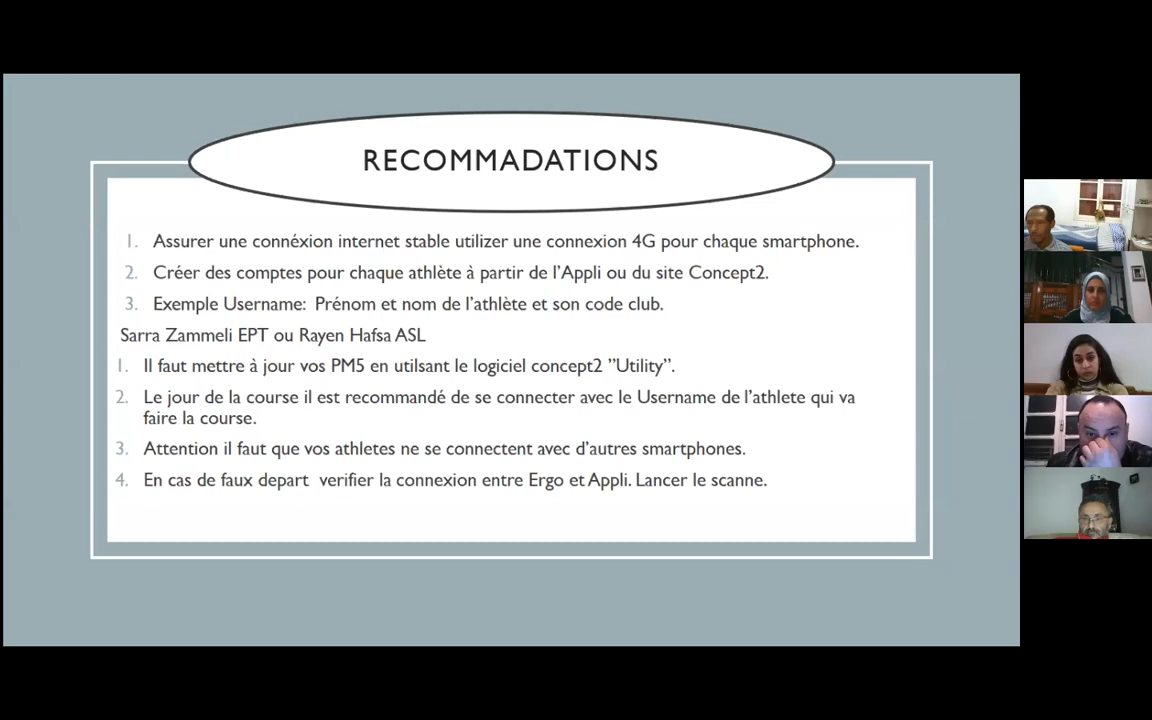 RECOMMADATIONS
1. Assurer une connéxion internet stable utilizer une connexion 4G pour chaque smartphone.
2. Créer des comptes pour chaque athlète à partir de l'Appli ou du site Concept2.
3. Exemple Username: Prénom et nom de l'athlète et son code club.
Sarra Zammeli EPT ou Rayen Hafsa ASL
1. Il faut mettre à jour vos PM5 en utilsant le logiciel concept2 "Utility".
2. Le jour de la course il est recommandé de se connecter avec le Username de l'athlete qui va
faire la course.
3. Attention il faut que vos athletes ne se connectent avec d'autres smartphones.
4. En cas de faux depart verifier la connexion entre Ergo et Appli. Lancer le scanne.